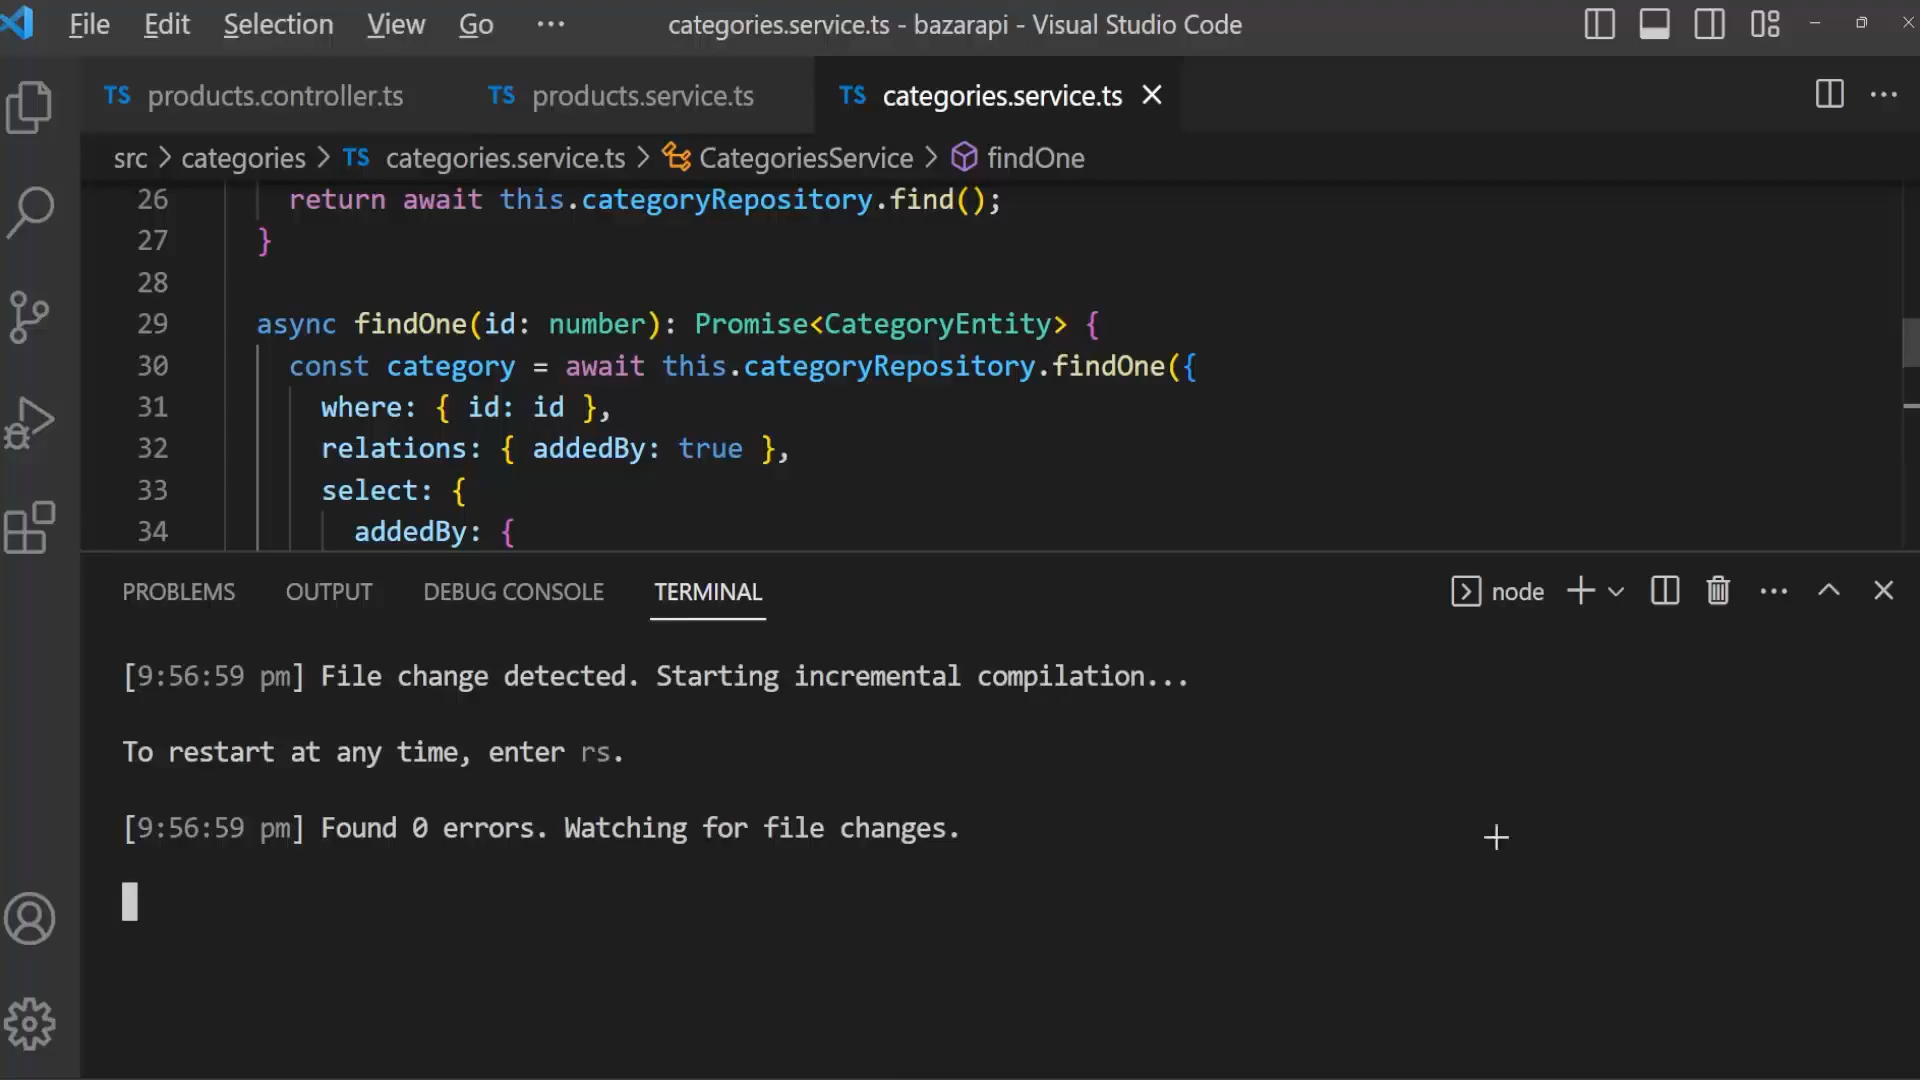 File Edit Selection View Go ··· categories.service.ts - bazarapi - Visual Studio Code
TS products.controller.ts TS products.service.ts TS categories.service.ts
src > categories > TS categories.service.ts > CategoriesService > findOne
26 return await this.categoryRepository.find();
27 }
28
29 async findOne(id: number): Promise<CategoryEntity> {
30 const category = await this.categoryRepository.findOne({
31 where: { id: id },
32 relations: { addedBy: true },
33 select: {
34 addedBy: {
PROBLEMS OUTPUT DEBUG CONSOLE TERMINAL node
[9:56:59 pm] File change detected. Starting incremental compilation...
To restart at any time, enter rs.
[9:56:59 pm] Found 0 errors. Watching for file changes.